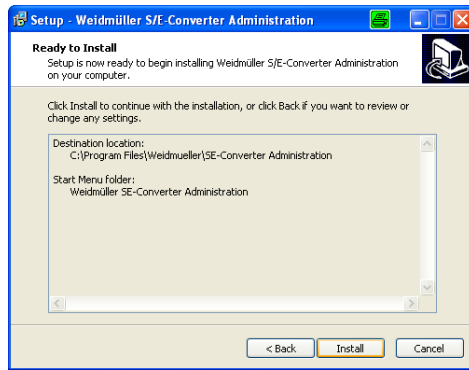 Setup - Weidmüller S/E-Converter Administration
Ready to Install
Setup is now ready to begin installing Weidmüller S/E-Converter Administration
on your computer.
Click Install to continue with the installation, or click Back if you want to review or
change any settings.
Destination location:
C:\Program Files\Weidmueller\SE-Converter Administration
Start Menu folder:
Weidmüller SE-Converter Administration
< Back
Install
Cancel